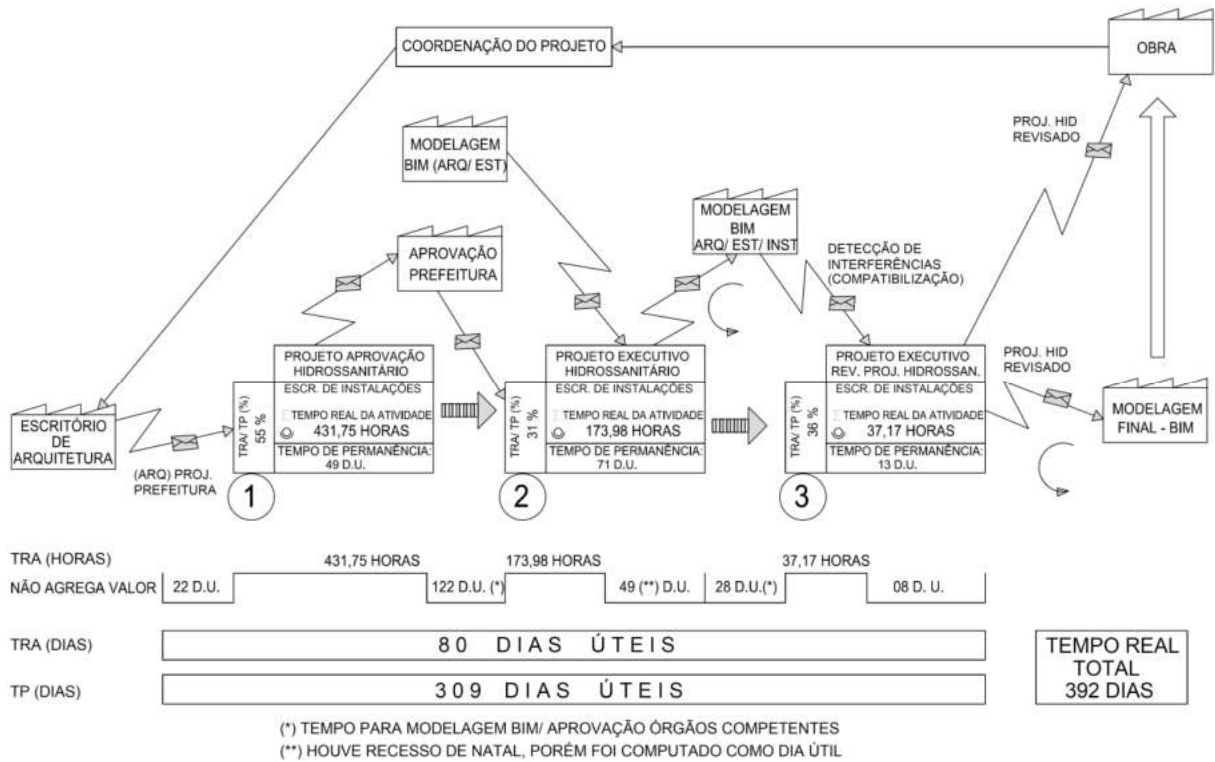 COORDENAÇÃO DO PROJETO
OBRA
PROJ. HID
REVISADO
MODELAGEM
BIM (ARQ/ EST)
APROVAÇÃO
PREFEITURA
MODELAGEM
BIM
ARQ/ EST/ INST
DETECÇÃO DE
INTERFERÊNCIAS
(COMPATIBILIZAÇÃO)
ESCRITÓRIO
DE
ARQUITETURA
(ARQ) PROJ.
PREFEITURA
PROJETO APROVAÇÃO
HIDROSSANITÁRIO
ESCR. DE INSTALAÇÕES
TEMPO REAL DA ATIVIDADE
431,75 HORAS
TEMPO DE PERMANÊNCIA:
49 D.U.
TRA/ TP (%)
55 %
1
PROJETO EXECUTIVO
HIDROSSANITÁRIO
ESCR. DE INSTALAÇÕES
TEMPO REAL DA ATIVIDADE
173,98 HORAS
TEMPO DE PERMANÊNCIA:
71 D.U.
TRA/ TP (%)
31 %
2
PROJETO EXECUTIVO
REV. PROJ. HIDROSSAN.
ESCR. DE INSTALAÇÕES
TEMPO REAL DA ATIVIDADE
37,17 HORAS
TEMPO DE PERMANÊNCIA:
13 D.U.
TRA/ TP (%)
36 %
3
PROJ. HID
REVISADO
MODELAGEM
FINAL - BIM
TRA (HORAS) 431,75 HORAS 173,98 HORAS 37,17 HORAS
NÃO AGREGA VALOR 22 D.U. 122 D.U. (*) 49 (**) D.U. 28 D.U.(*) 08 D. U.
TRA (DIAS) 80 DIAS ÚTEIS
TP (DIAS) 309 DIAS ÚTEIS
TEMPO REAL
TOTAL
392 DIAS
(*) TEMPO PARA MODELAGEM BIM/ APROVAÇÃO ÓRGÃOS COMPETENTES
(**) HOUVE RECESSO DE NATAL, PORÉM FOI COMPUTADO COMO DIA ÚTIL